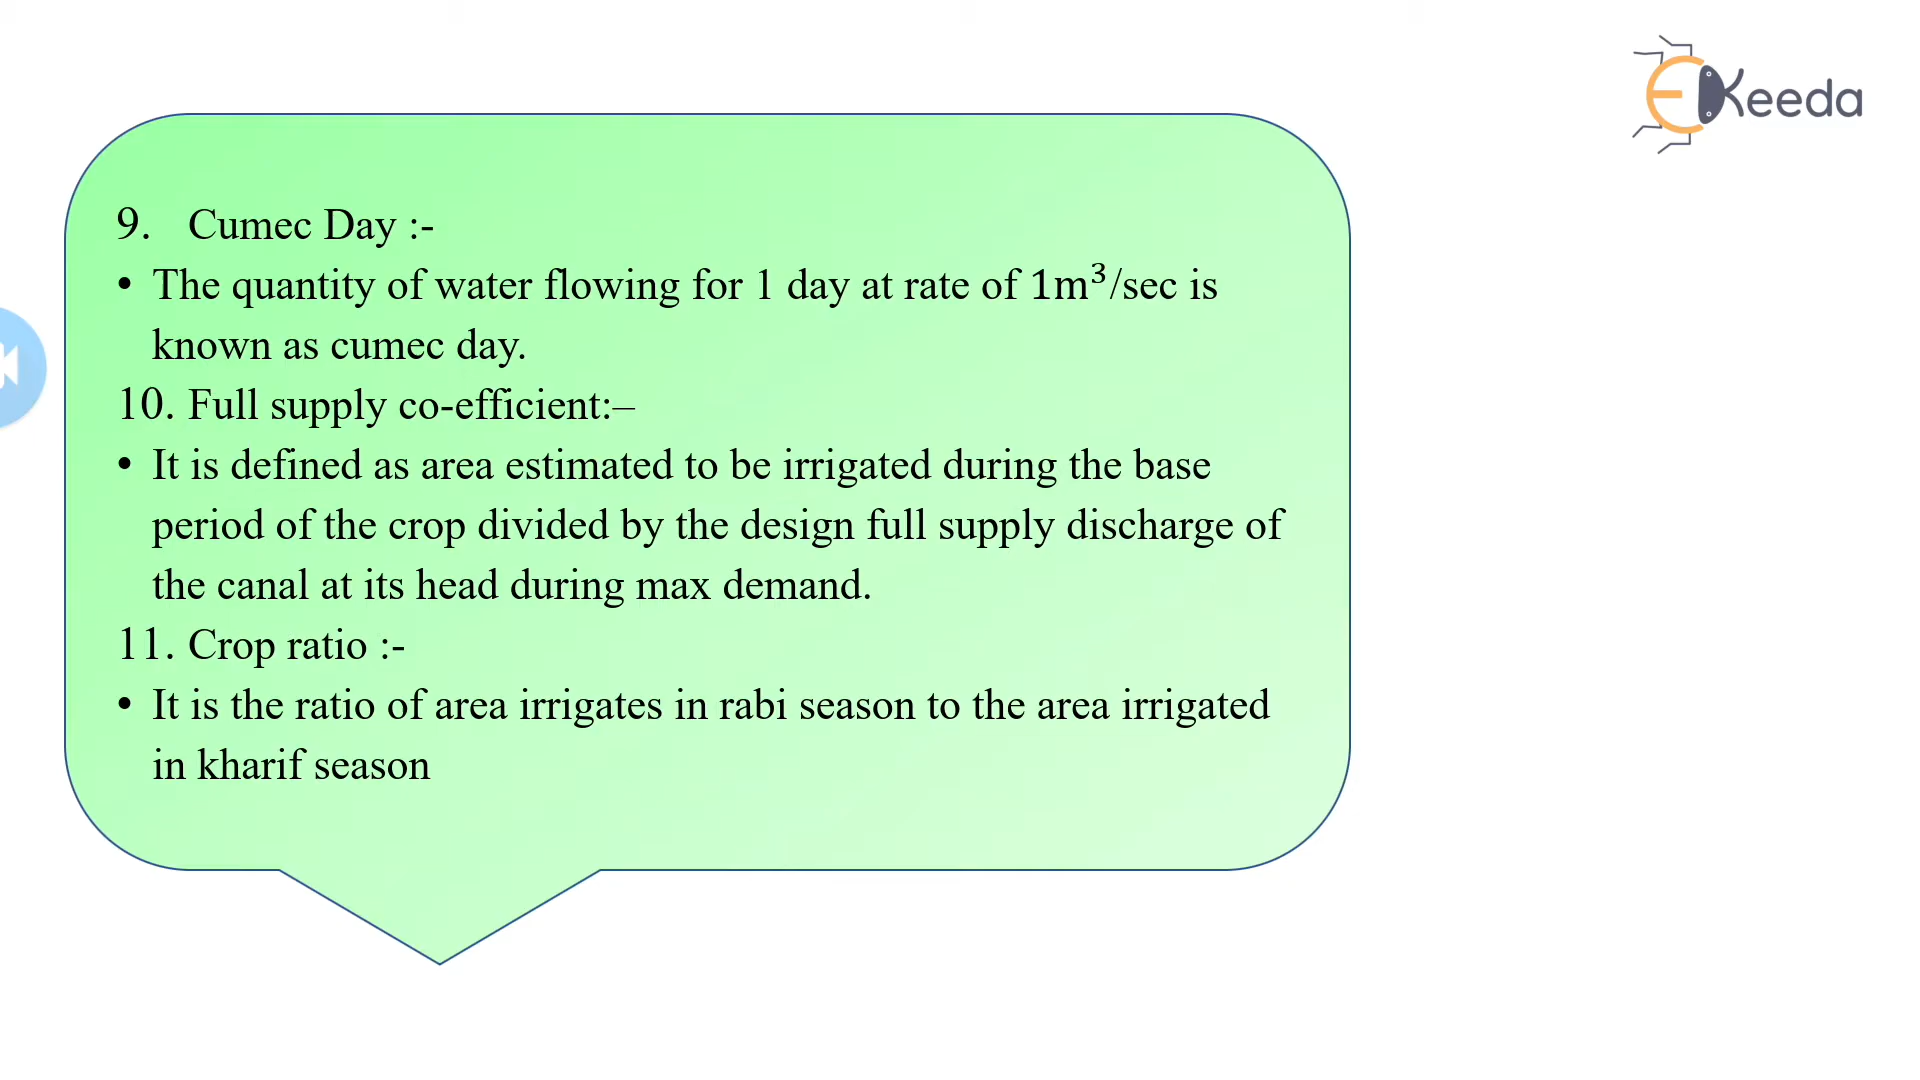 Keeda
9. Cumec Day :-
• The quantity of water flowing for 1 day at rate of 1m³/sec is
known as cumec day.
10. Full supply co-efficient:–
• It is defined as area estimated to be irrigated during the base
period of the crop divided by the design full supply discharge of
the canal at its head during max demand.
11. Crop ratio :-
• It is the ratio of area irrigates in rabi season to the area irrigated
in kharif season